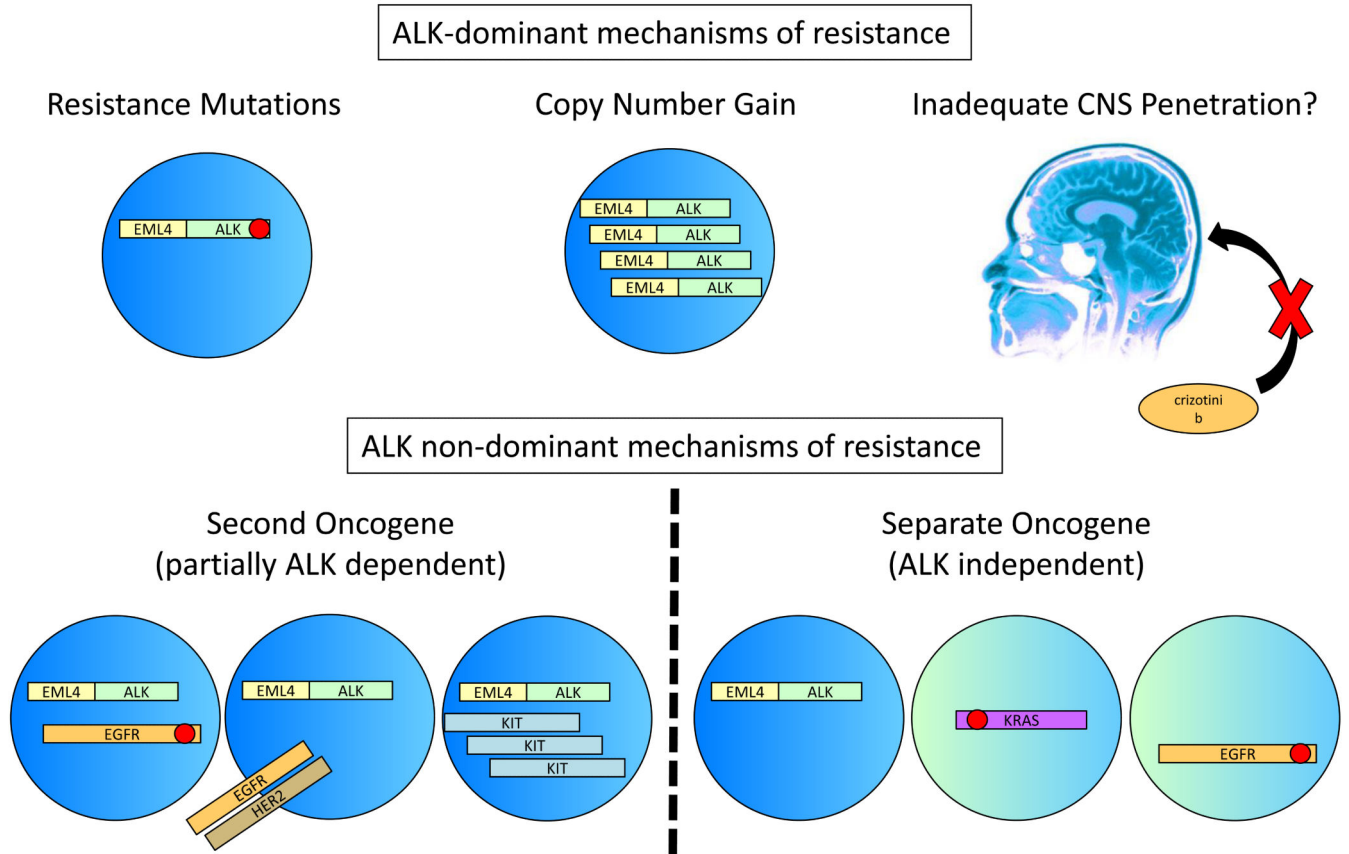 ALK-dominant mechanisms of resistance
Resistance Mutations
Copy Number Gain
Inadequate CNS Penetration?
EML4 ALK
EML4 ALK
EML4 ALK
EML4 ALK
EML4 ALK
crizotini
b
ALK non-dominant mechanisms of resistance
Second Oncogene
(partially ALK dependent)
Separate Oncogene
(ALK independent)
EML4 ALK
EGFR
EML4 ALK
EGFR
HER2
EML4 ALK
KIT
KIT
KIT
EML4 ALK
KRAS
EGFR